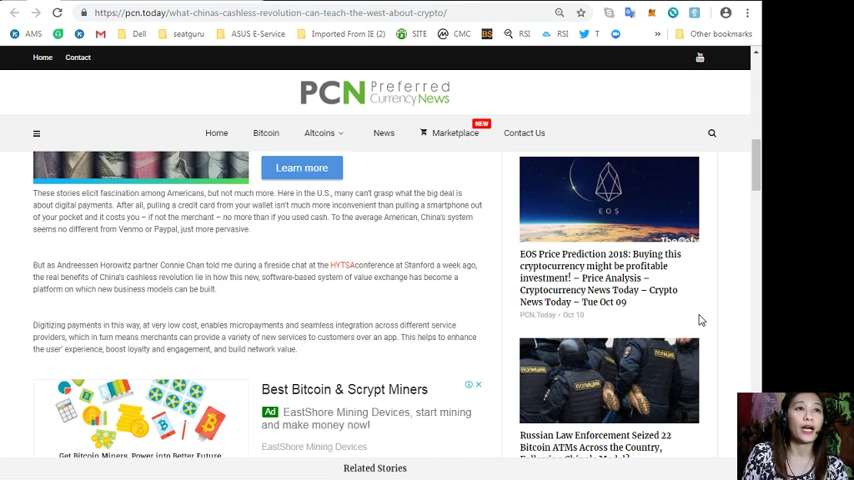 https://pcn.today/what-chinas-cashless-revolution-can-teach-the-west-about-crypto/
AMS
Dell
seatguru
ASUS E-Service
Imported From IE (2)
SITE
CMC
RSI
RSI
T
»
Other bookmarks
Home
Contact
PCN Preferred
Currency News
NEW
Home
Bitcoin
Altcoins
News
Marketplace
Contact Us
Learn more
These stories elicit fascination among Americans, but not much more. Here in the U.S., many can't grasp what the big deal is
about digital payments. After all, pulling a credit card from your wallet isn't much more inconvenient than pulling a smartphone out
of your pocket and it costs you – if not the merchant – no more than if you used cash. To the average American, China's system
seems no different from Venmo or Paypal, just more pervasive.
But as Andreesen Horowitz partner Connie Chan told me during a fireside chat at the HYTSAconference at Stanford a week ago,
the real benefits of China's cashless revolution lie in how this new, software-based system of value exchange has become a
platform on which new business models can be built.
Digitizing payments in this way, at very low cost, enables micropayments and seamless integration across different service
providers, which in turn means merchants can provide a variety of new services to customers over an app. This helps to enhance
the user' experience, boost loyalty and engagement, and build network value.
Best Bitcoin & Scrypt Miners
Ad EastShore Mining Devices, start mining
and make money now!
EastShore Mining Devices
Get Bitcoin Miners, Power into Better Future
EOS
EOS Price Prediction 2018: Buying this
cryptocurrency might be profitable
investment! – Price Analysis –
Cryptocurrency News Today – Crypto
News Today – Tue Oct 09
PCN.Today • Oct 10
ПОЛИЦИЯ
ПОЛИЦИЯ
Russian Law Enforcement Seized 22
Bitcoin ATMs Across the Country,
Related Stories